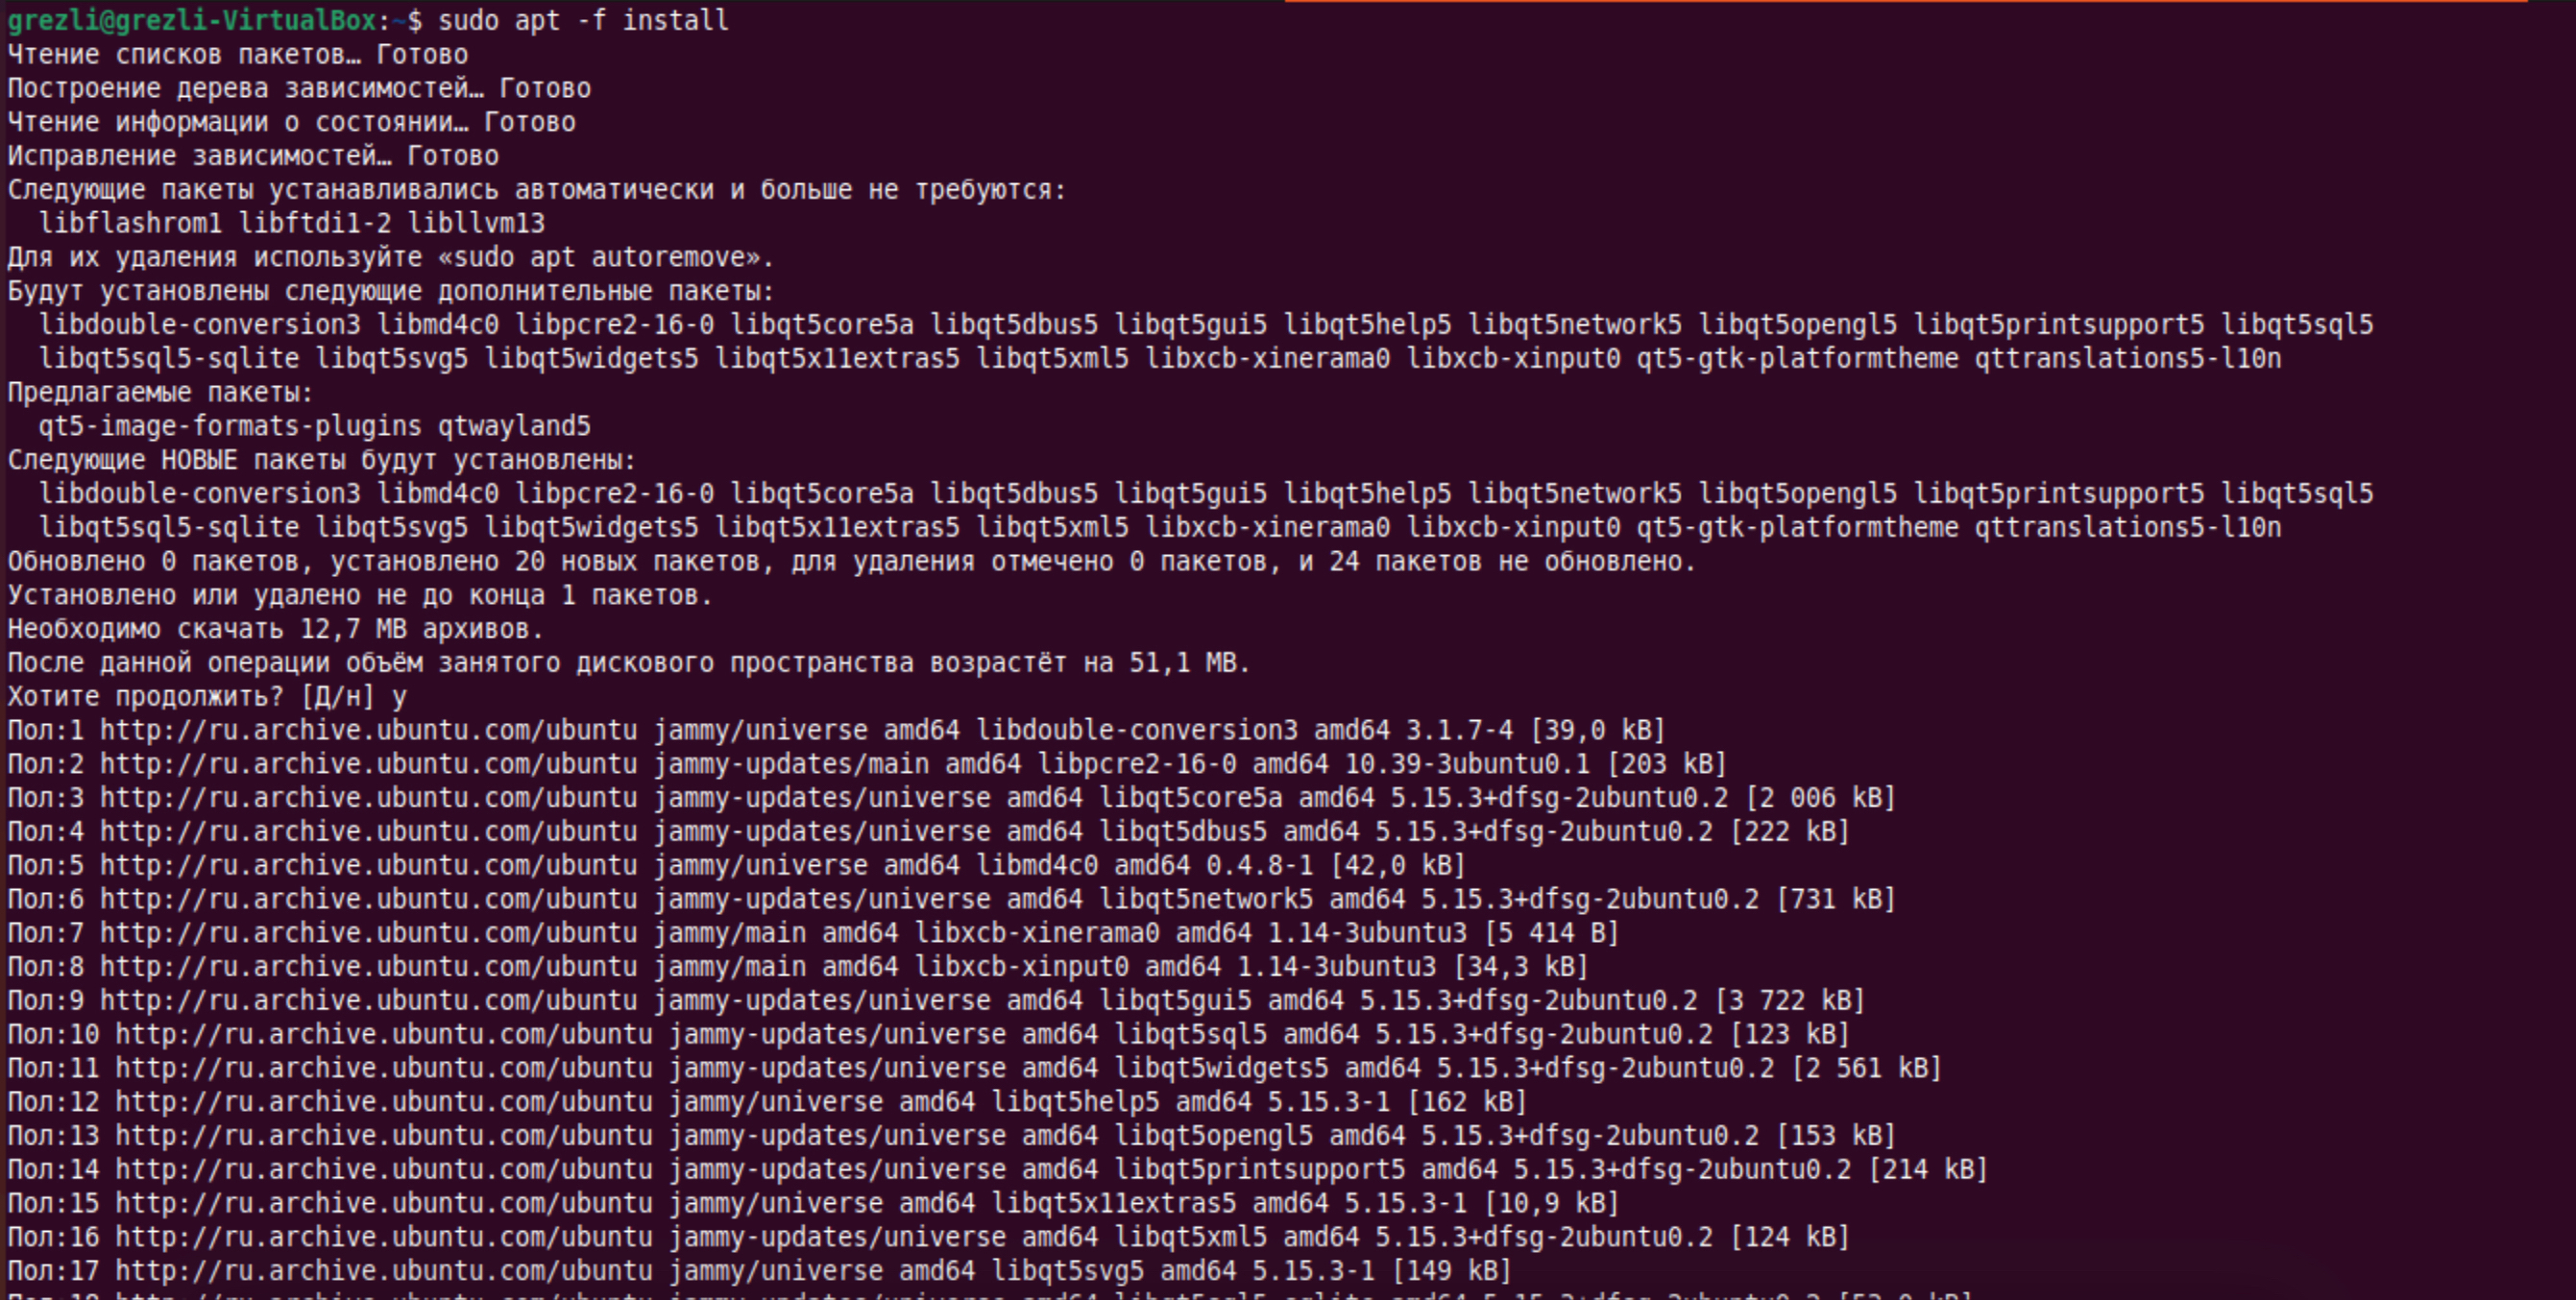 grezli@grezli-VirtualBox:~$ sudo apt -f install
Чтение списков пакетов… Готово
Построение дерева зависимостей… Готово
Чтение информации о состоянии… Готово
Исправление зависимостей… Готово
Следующие пакеты устанавливались автоматически и больше не требуются:
  libflashrom1 libftdi1-2 libllvm13
Для их удаления используйте «sudo apt autoremove».
Будут установлены следующие дополнительные пакеты:
  libdouble-conversion3 libmd4c0 libpcre2-16-0 libqt5core5a libqt5dbus5 libqt5gui5 libqt5help5 libqt5network5 libqt5opengl5 libqt5printsupport5 libqt5sql5
  libqt5sql5-sqlite libqt5svg5 libqt5widgets5 libqt5x11extras5 libqt5xml5 libxcb-xinerama0 libxcb-xinput0 qt5-gtk-platformtheme qttranslations5-l10n
Предлагаемые пакеты:
  qt5-image-formats-plugins qtwayland5
Следующие НОВЫЕ пакеты будут установлены:
  libdouble-conversion3 libmd4c0 libpcre2-16-0 libqt5core5a libqt5dbus5 libqt5gui5 libqt5help5 libqt5network5 libqt5opengl5 libqt5printsupport5 libqt5sql5
  libqt5sql5-sqlite libqt5svg5 libqt5widgets5 libqt5x11extras5 libqt5xml5 libxcb-xinerama0 libxcb-xinput0 qt5-gtk-platformtheme qttranslations5-l10n
Обновлено 0 пакетов, установлено 20 новых пакетов, для удаления отмечено 0 пакетов, и 24 пакетов не обновлено.
Установлено или удалено не до конца 1 пакетов.
Необходимо скачать 12,7 MB архивов.
После данной операции объём занятого дискового пространства возрастёт на 51,1 MB.
Хотите продолжить? [Д/н] y
Пол:1 http://ru.archive.ubuntu.com/ubuntu jammy/universe amd64 libdouble-conversion3 amd64 3.1.7-4 [39,0 kB]
Пол:2 http://ru.archive.ubuntu.com/ubuntu jammy-updates/main amd64 libpcre2-16-0 amd64 10.39-3ubuntu0.1 [203 kB]
Пол:3 http://ru.archive.ubuntu.com/ubuntu jammy-updates/universe amd64 libqt5core5a amd64 5.15.3+dfsg-2ubuntu0.2 [2 006 kB]
Пол:4 http://ru.archive.ubuntu.com/ubuntu jammy-updates/universe amd64 libqt5dbus5 amd64 5.15.3+dfsg-2ubuntu0.2 [222 kB]
Пол:5 http://ru.archive.ubuntu.com/ubuntu jammy/universe amd64 libmd4c0 amd64 0.4.8-1 [42,0 kB]
Пол:6 http://ru.archive.ubuntu.com/ubuntu jammy-updates/universe amd64 libqt5network5 amd64 5.15.3+dfsg-2ubuntu0.2 [731 kB]
Пол:7 http://ru.archive.ubuntu.com/ubuntu jammy/main amd64 libxcb-xinerama0 amd64 1.14-3ubuntu3 [5 414 B]
Пол:8 http://ru.archive.ubuntu.com/ubuntu jammy/main amd64 libxcb-xinput0 amd64 1.14-3ubuntu3 [34,3 kB]
Пол:9 http://ru.archive.ubuntu.com/ubuntu jammy-updates/universe amd64 libqt5gui5 amd64 5.15.3+dfsg-2ubuntu0.2 [3 722 kB]
Пол:10 http://ru.archive.ubuntu.com/ubuntu jammy-updates/universe amd64 libqt5sql5 amd64 5.15.3+dfsg-2ubuntu0.2 [123 kB]
Пол:11 http://ru.archive.ubuntu.com/ubuntu jammy-updates/universe amd64 libqt5widgets5 amd64 5.15.3+dfsg-2ubuntu0.2 [2 561 kB]
Пол:12 http://ru.archive.ubuntu.com/ubuntu jammy/universe amd64 libqt5help5 amd64 5.15.3-1 [162 kB]
Пол:13 http://ru.archive.ubuntu.com/ubuntu jammy-updates/universe amd64 libqt5opengl5 amd64 5.15.3+dfsg-2ubuntu0.2 [153 kB]
Пол:14 http://ru.archive.ubuntu.com/ubuntu jammy-updates/universe amd64 libqt5printsupport5 amd64 5.15.3+dfsg-2ubuntu0.2 [214 kB]
Пол:15 http://ru.archive.ubuntu.com/ubuntu jammy/universe amd64 libqt5x11extras5 amd64 5.15.3-1 [10,9 kB]
Пол:16 http://ru.archive.ubuntu.com/ubuntu jammy-updates/universe amd64 libqt5xml5 amd64 5.15.3+dfsg-2ubuntu0.2 [124 kB]
Пол:17 http://ru.archive.ubuntu.com/ubuntu jammy/universe amd64 libqt5svg5 amd64 5.15.3-1 [149 kB]